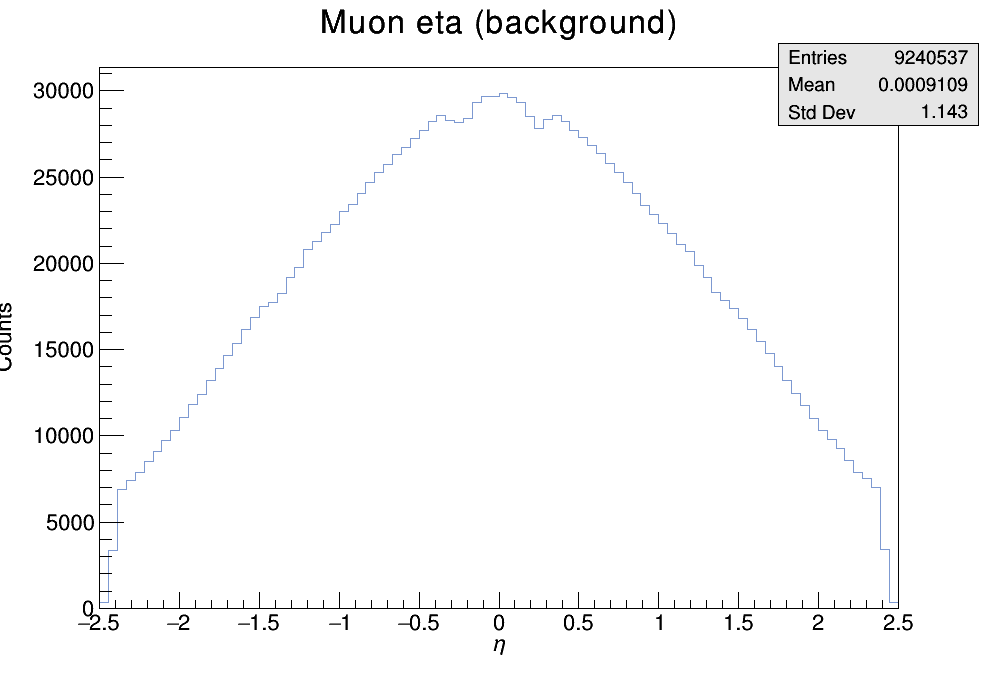 Muon eta (background)
Entries 9240537
Mean 0.0009109
Std Dev 1.143
30000
25000
20000
15000
10000
5000
0
Counts
−2.5 −2 −1.5 −1 −0.5 0 0.5 1 1.5 2 2.5
η